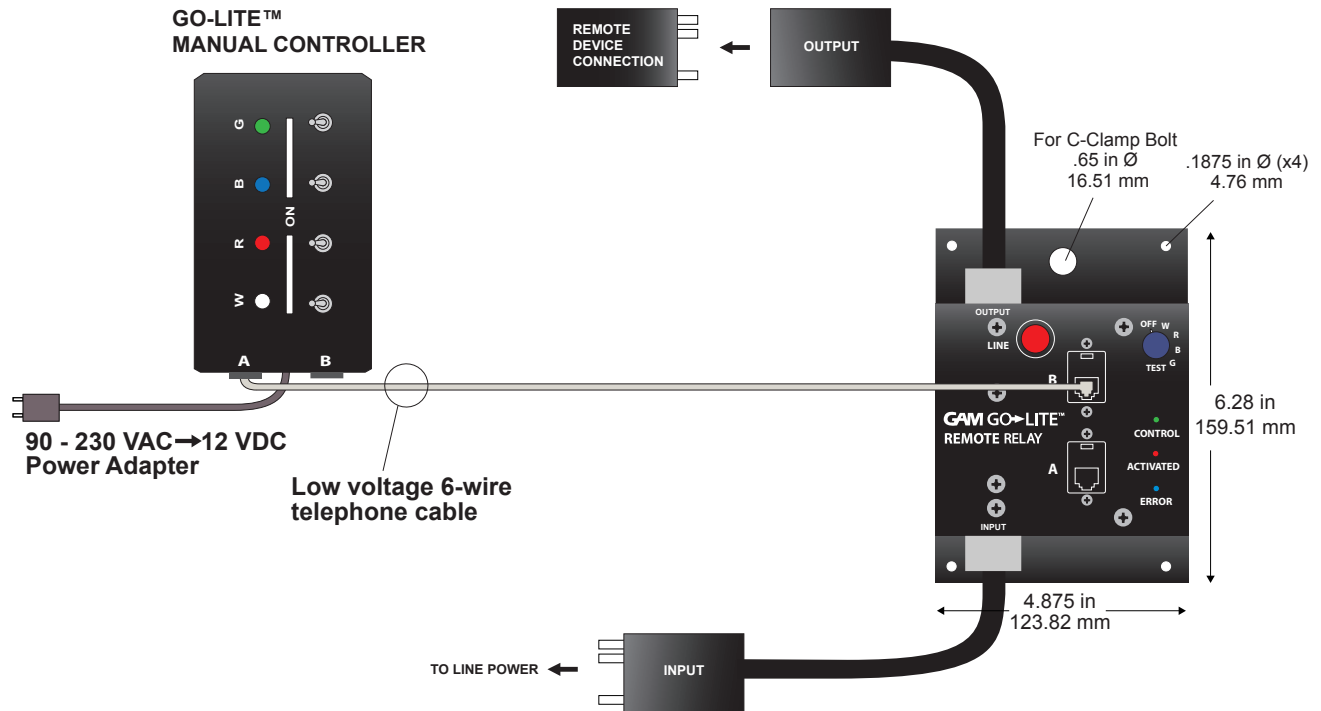 GO-LITE™
MANUAL CONTROLLER
G
B
R
W
ON
A
B
90 - 230 VAC→12 VDC
Power Adapter
Low voltage 6-wire
telephone cable
REMOTE
DEVICE
CONNECTION
OUTPUT
For C-Clamp Bolt
.65 in Ø
16.51 mm
.1875 in Ø (x4)
4.76 mm
OUTPUT
LINE
OFF
W
R
B
G
TEST
B
GAM GO→LITE™
REMOTE RELAY
A
CONTROL
ACTIVATED
ERROR
INPUT
6.28 in
159.51 mm
4.875 in
123.82 mm
TO LINE POWER
INPUT